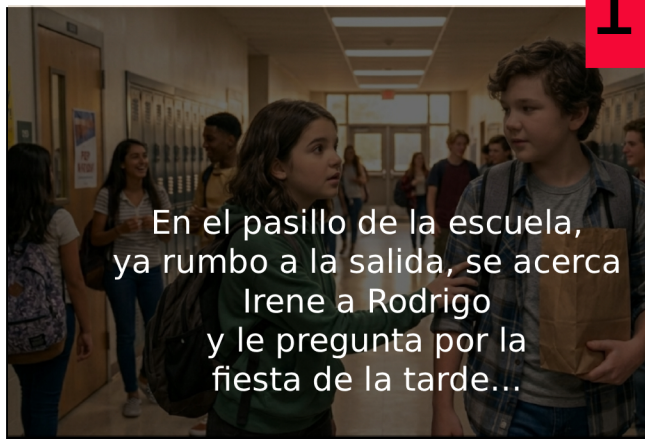 1
En el pasillo de la escuela,
ya rumbo a la salida, se acerca
Irene a Rodrigo
y le pregunta por la
fiesta de la tarde...